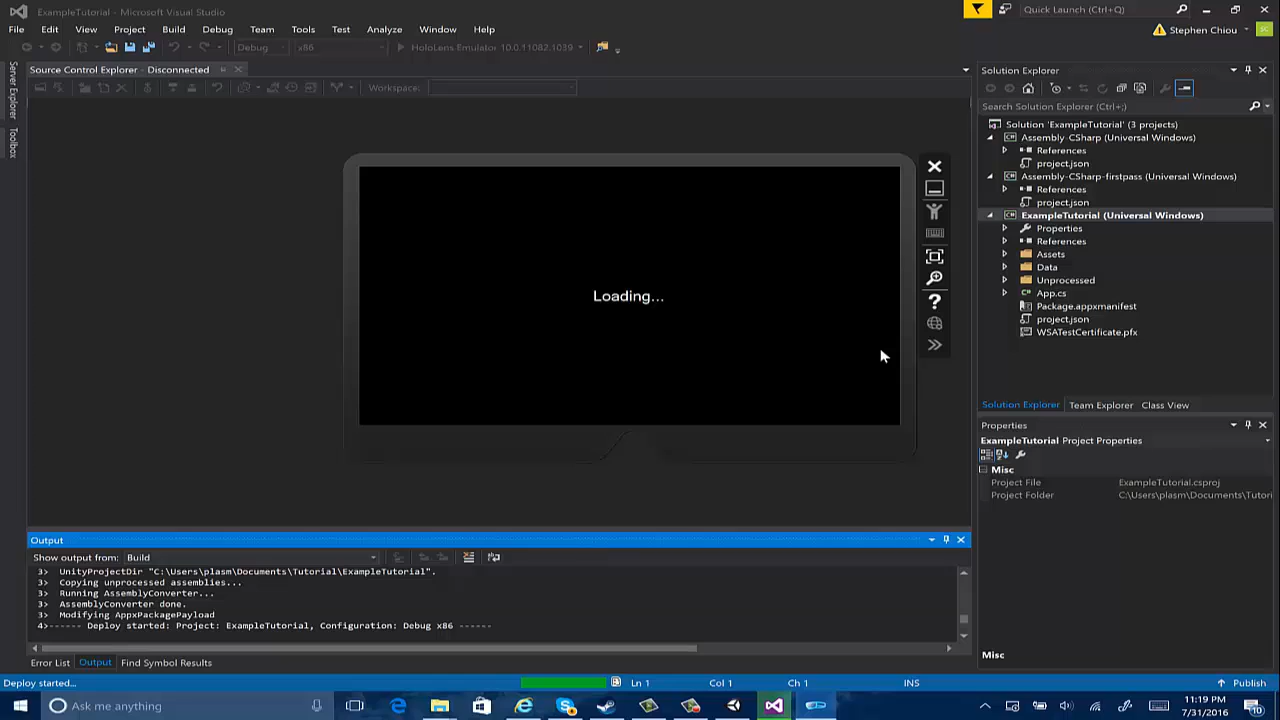 ExampleTutorial - Microsoft Visual Studio
Quick Launch (Ctrl+Q)
File Edit View Project Build Debug Team Tools Test Analyze Window Help
Stephen Chiou
SC
Debug x86 HoloLens Emulator 10.0.11082.1039
Server Explorer
Toolbox
Source Control Explorer - Disconnected
Workspace:
Loading...
Solution Explorer
Search Solution Explorer (Ctrl+;)
Solution 'ExampleTutorial' (3 projects)
Assembly-CSharp (Universal Windows)
References
project.json
Assembly-CSharp-firstpass (Universal Windows)
References
project.json
ExampleTutorial (Universal Windows)
Properties
References
Assets
Data
Unprocessed
App.cs
Package.appxmanifest
project.json
WSATestCertificate.pfx
Solution Explorer Team Explorer Class View
Properties
ExampleTutorial Project Properties
Misc
Project File ExampleTutorial.csproj
Project Folder C:\Users\plasm\Documents\Tutori
Misc
Output
Show output from: Build
3> UnityProjectDir "C:\Users\plasm\Documents\Tutorial\ExampleTutorial".
3> Copying unprocessed assemblies...
3> Running AssemblyConverter...
3> AssemblyConverter done.
3> Modifying AppxPackagePayload
4>------ Deploy started: Project: ExampleTutorial, Configuration: Debug x86 ------
Error List Output Find Symbol Results
Deploy started... Ln 1 Col 1 Ch 1 INS Publish
Ask me anything
11:19 PM
7/31/2016
10